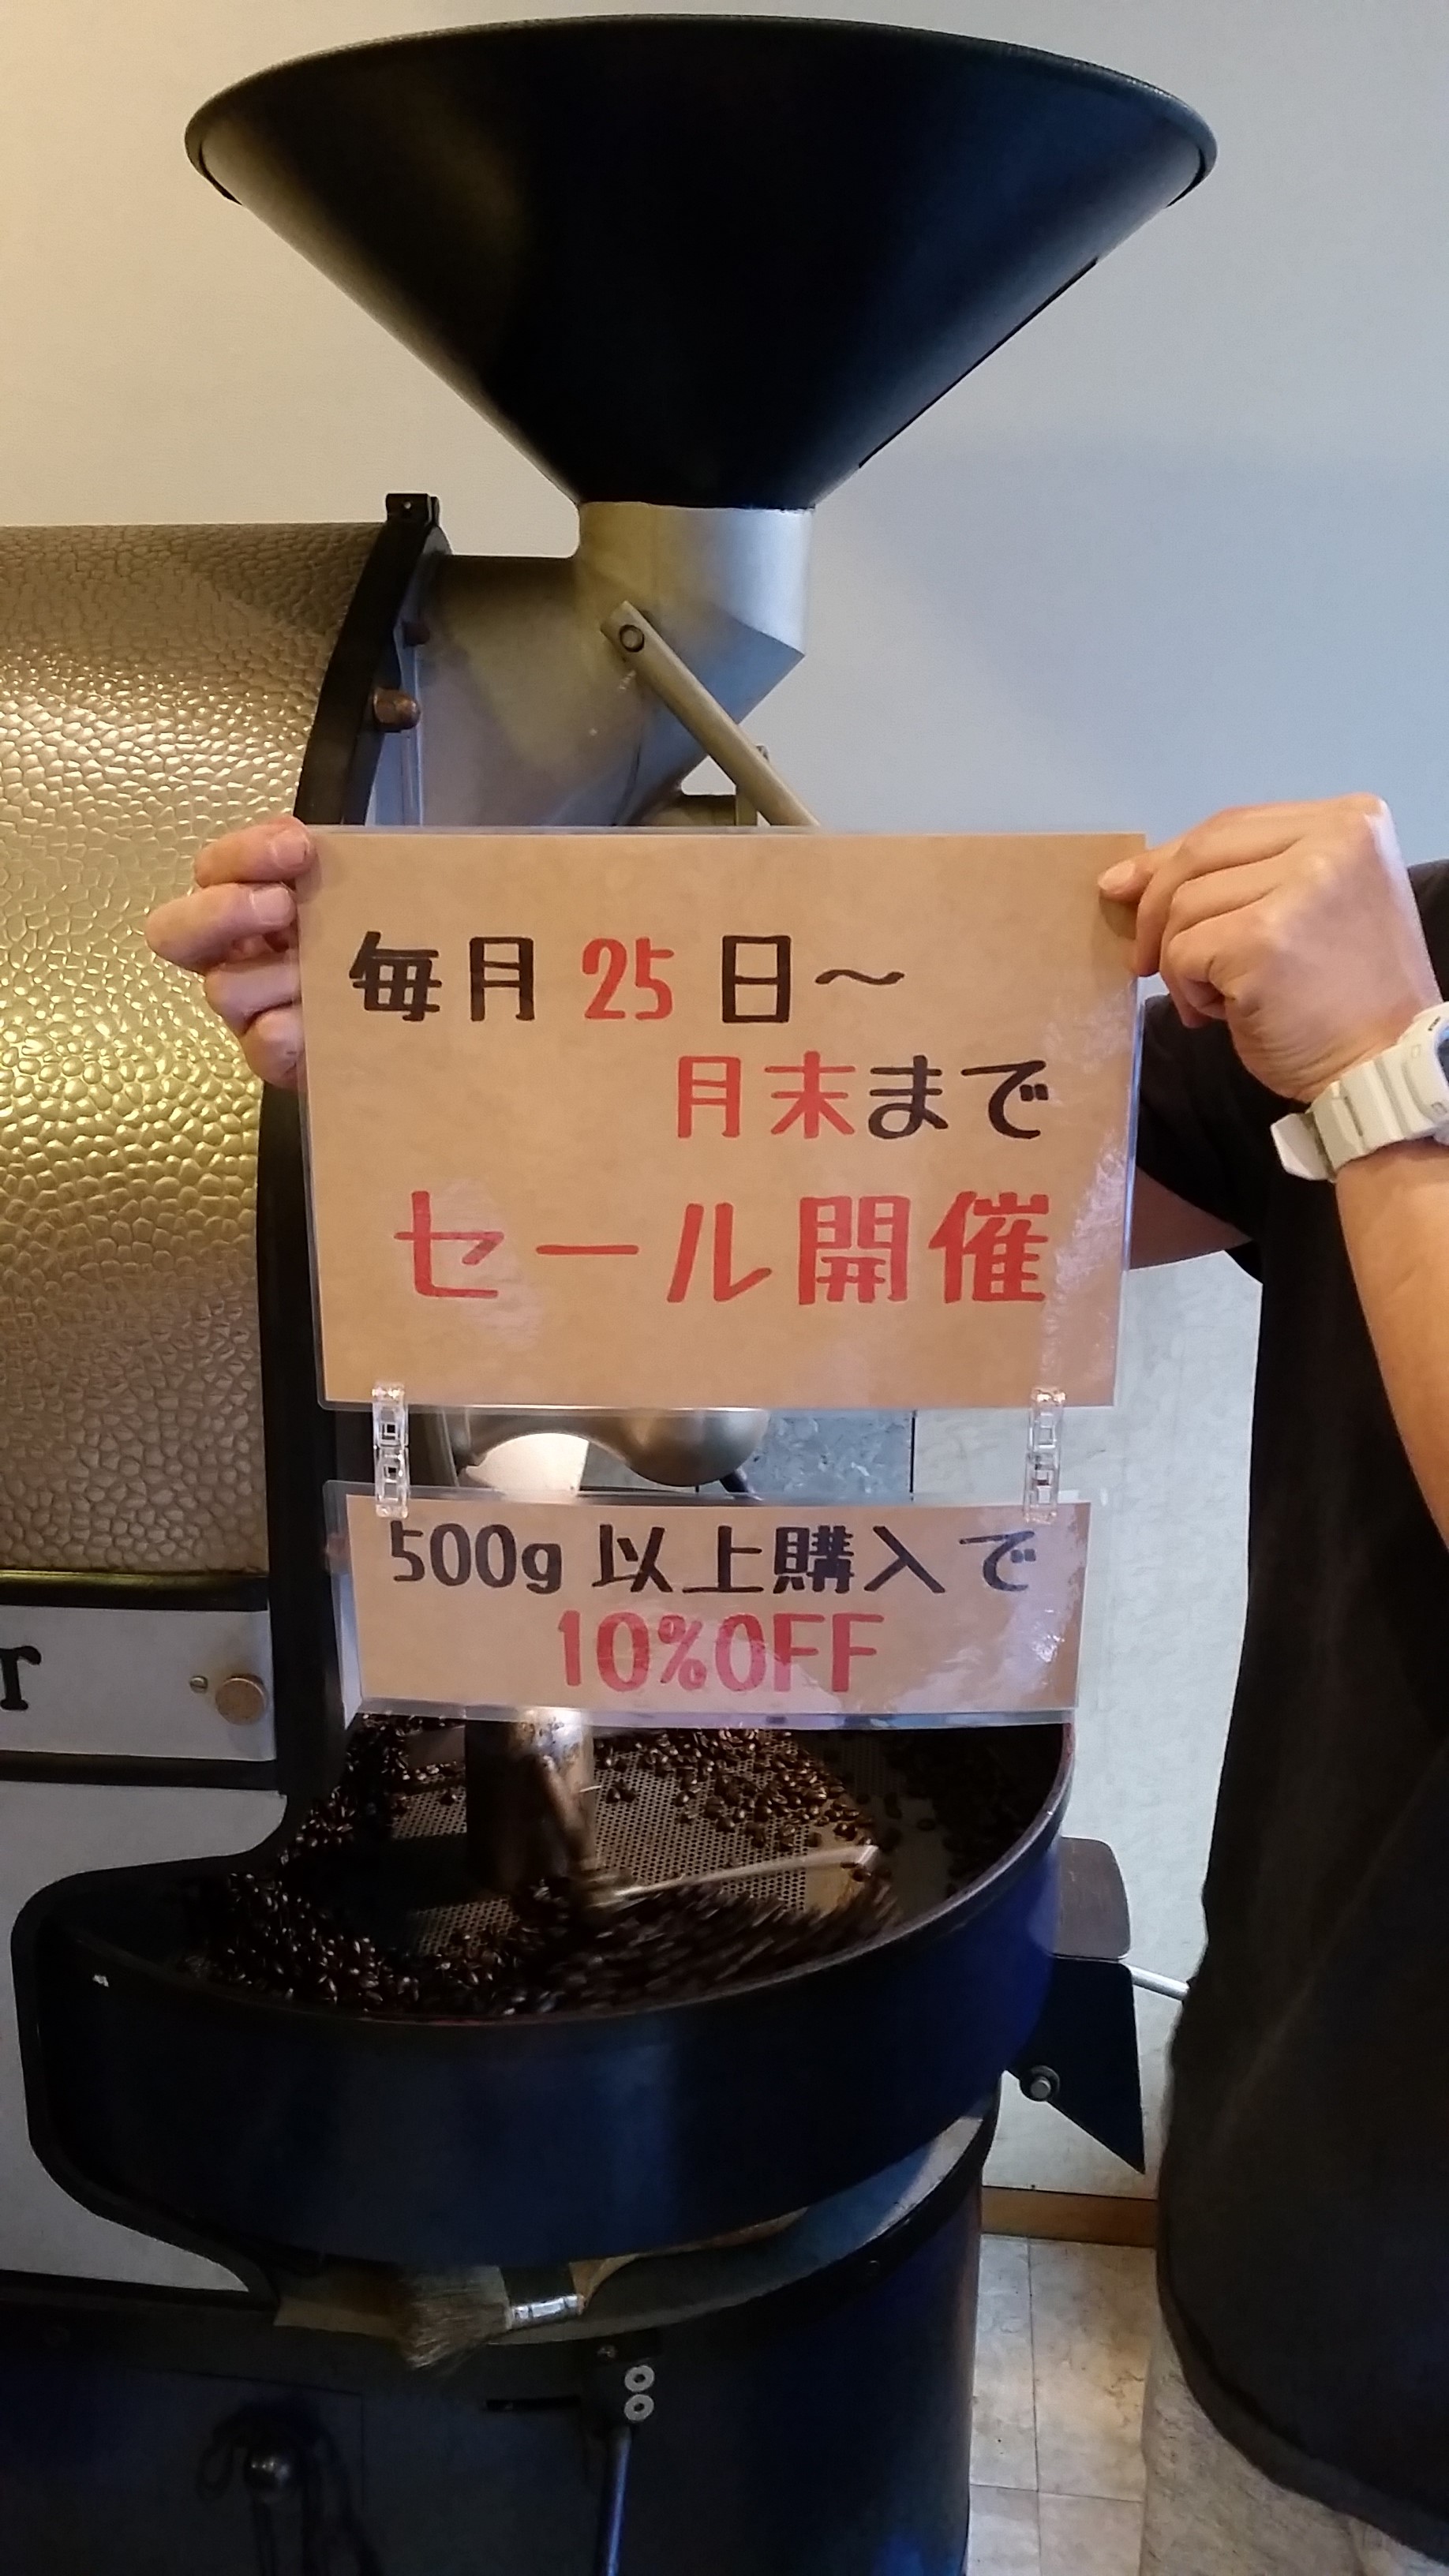 毎月25日〜
月末まで
セール開催
500g以上購入で
10%OFF
r